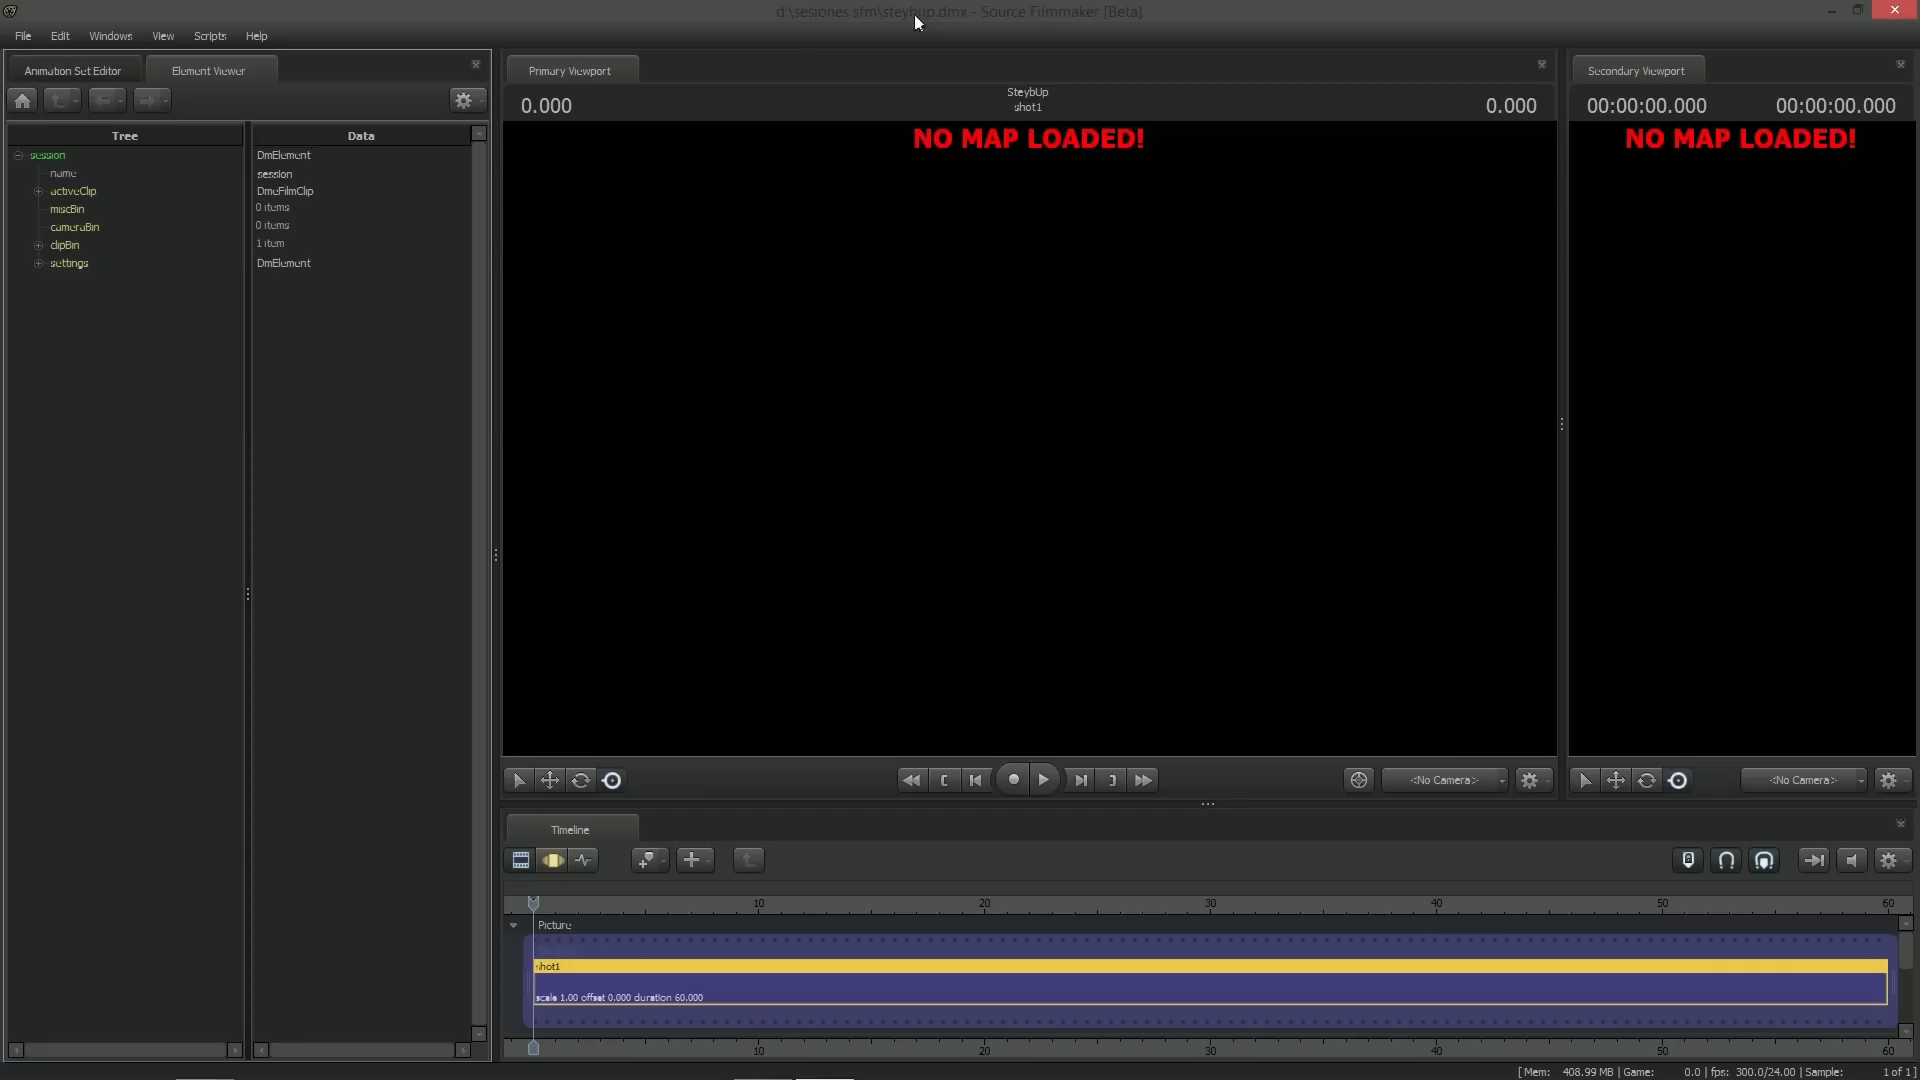 d:\sesiones sfm\steybup.dmx - Source Filmmaker [Beta]
File Edit Windows View Scripts Help
Animation Set Editor Element Viewer
Primary Viewport
Secondary Viewport
0.000
SteybUp
shot1
0.000
00:00:00.000 00:00:00.000
NO MAP LOADED!
NO MAP LOADED!
Tree Data
session DmElement
name session
activeClip DmeFilmClip
miscBin 0 items
cameraBin 0 items
clipBin 1 item
settings DmElement
<No Camera>
<No Camera>
Timeline
10 20 30 40 50 60
Picture
shot1
scale 1.00 offset 0.000 duration 60.000
10 20 30 40 50 60
[ Mem: 408.99 MB | Game: 0.0 | fps: 300.0/24.00 | Sample: 1 of 1 ]